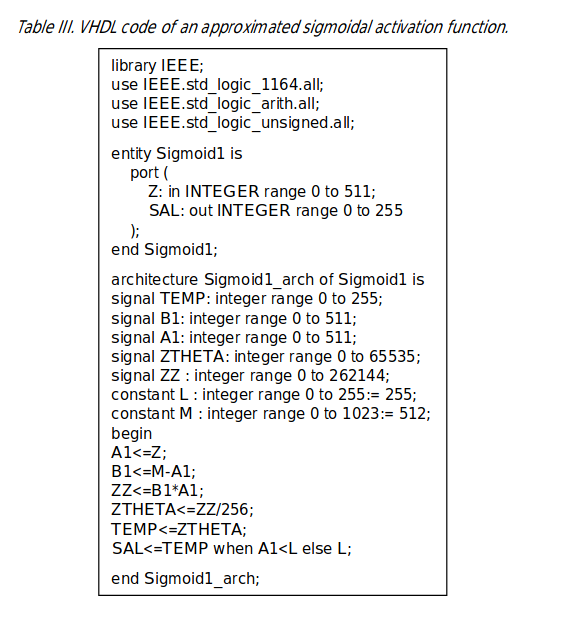 Table III. VHDL code of an approximated sigmoidal activation function.
library IEEE;
use IEEE.std_logic_1164.all;
use IEEE.std_logic_arith.all;
use IEEE.std_logic_unsigned.all;
entity Sigmoid1 is
port (
Z: in INTEGER range 0 to 511;
SAL: out INTEGER range 0 to 255
);
end Sigmoid1;
architecture Sigmoid1_arch of Sigmoid1 is
signal TEMP: integer range 0 to 255;
signal B1: integer range 0 to 511;
signal A1: integer range 0 to 511;
signal ZTHETA: integer range 0 to 65535;
signal ZZ : integer range 0 to 262144;
constant L : integer range 0 to 255:= 255;
constant M : integer range 0 to 1023:= 512;
begin
A1<=Z;
B1<=M-A1;
ZZ<=B1*A1;
ZTHETA<=ZZ/256;
TEMP<=ZTHETA;
SAL<=TEMP when A1<L else L;
end Sigmoid1_arch;